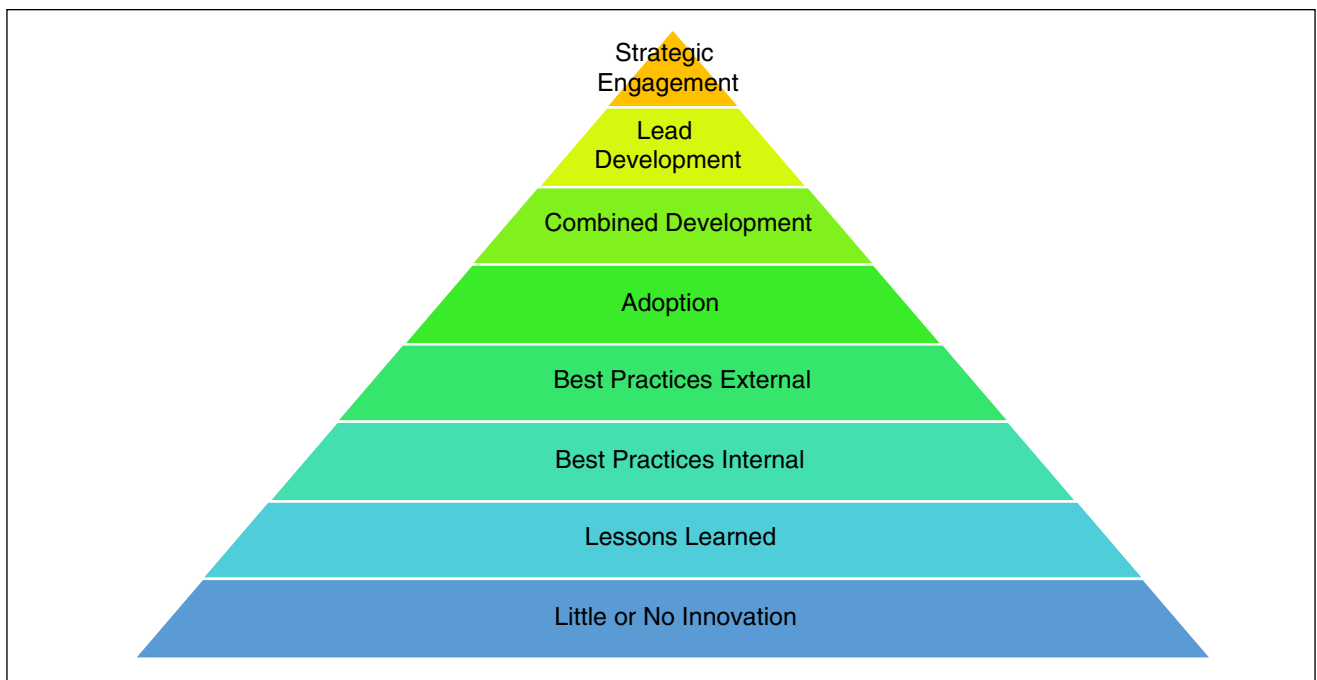 Strategic
Engagement
Lead
Development
Combined Development
Adoption
Best Practices External
Best Practices Internal
Lessons Learned
Little or No Innovation